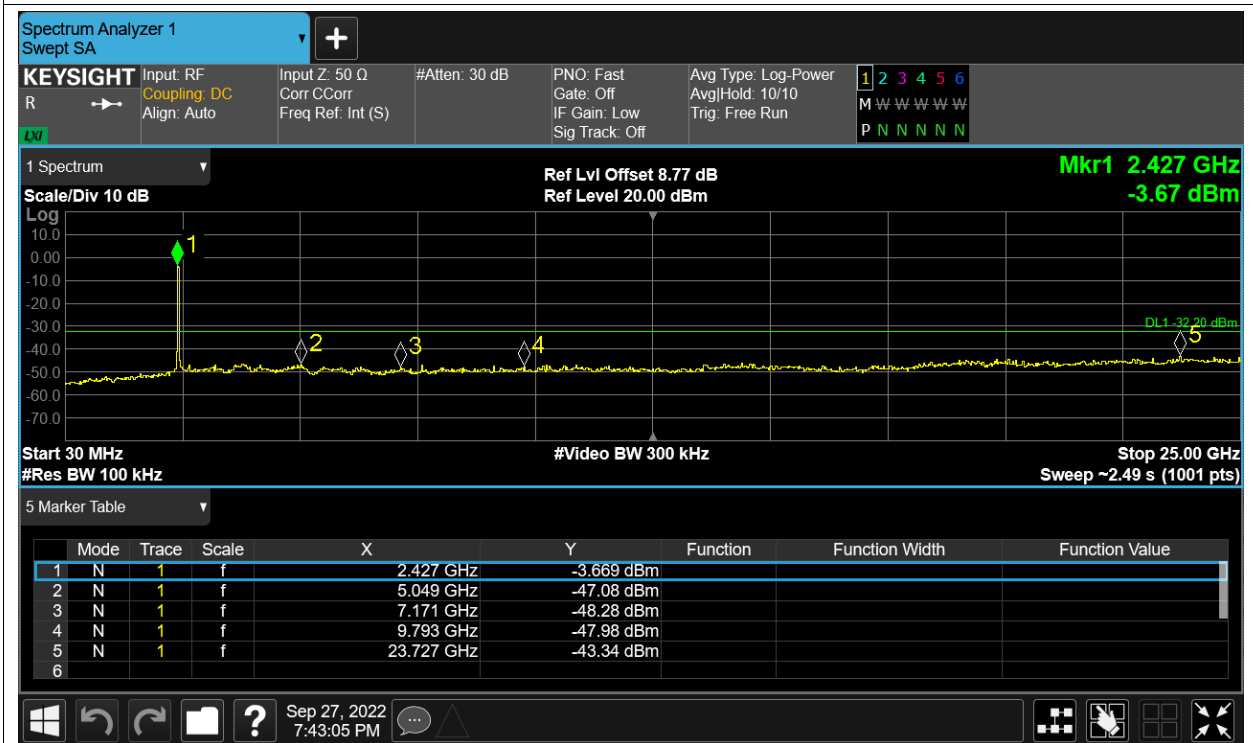 Spectrum Analyzer 1
Swept SA
+
KEYSIGHT Input: RF Input Z: 50 Ω #Atten: 30 dB PNO: Fast Avg Type: Log-Power 1 2 3 4 5 6
R Coupling: DC Corr CCorr Gate: Off Avg|Hold: 10/10 M W W W W W
Align: Auto Freq Ref: Int (S) IF Gain: Low Trig: Free Run
LXI Sig Track: Off P N N N N N
1 Spectrum Ref Lvl Offset 8.77 dB Mkr1 2.427 GHz
Scale/Div 10 dB Ref Level 20.00 dBm -3.67 dBm
Log
10.0
1
0.00
-10.0
-20.0
-30.0
DL1 -32.20 dBm
2 3 4 5
-40.0
-50.0
-60.0
-70.0
Start 30 MHz #Video BW 300 kHz Stop 25.00 GHz
#Res BW 100 kHz Sweep ~2.49 s (1001 pts)
5 Marker Table
Mode Trace Scale X Y Function Function Width Function Value
1 N 1 f 2.427 GHz -3.669 dBm
2 N 1 f 5.049 GHz -47.08 dBm
3 N 1 f 7.171 GHz -48.28 dBm
4 N 1 f 9.793 GHz -47.98 dBm
5 N 1 f 23.727 GHz -43.34 dBm
6
? Sep 27, 2022
7:43:05 PM